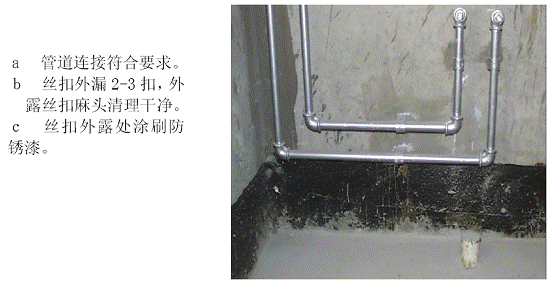 a 管道连接符合要求。
b 丝扣外漏2-3扣，外
露丝扣麻头清理干净。
c 丝扣外露处涂刷防
锈漆。